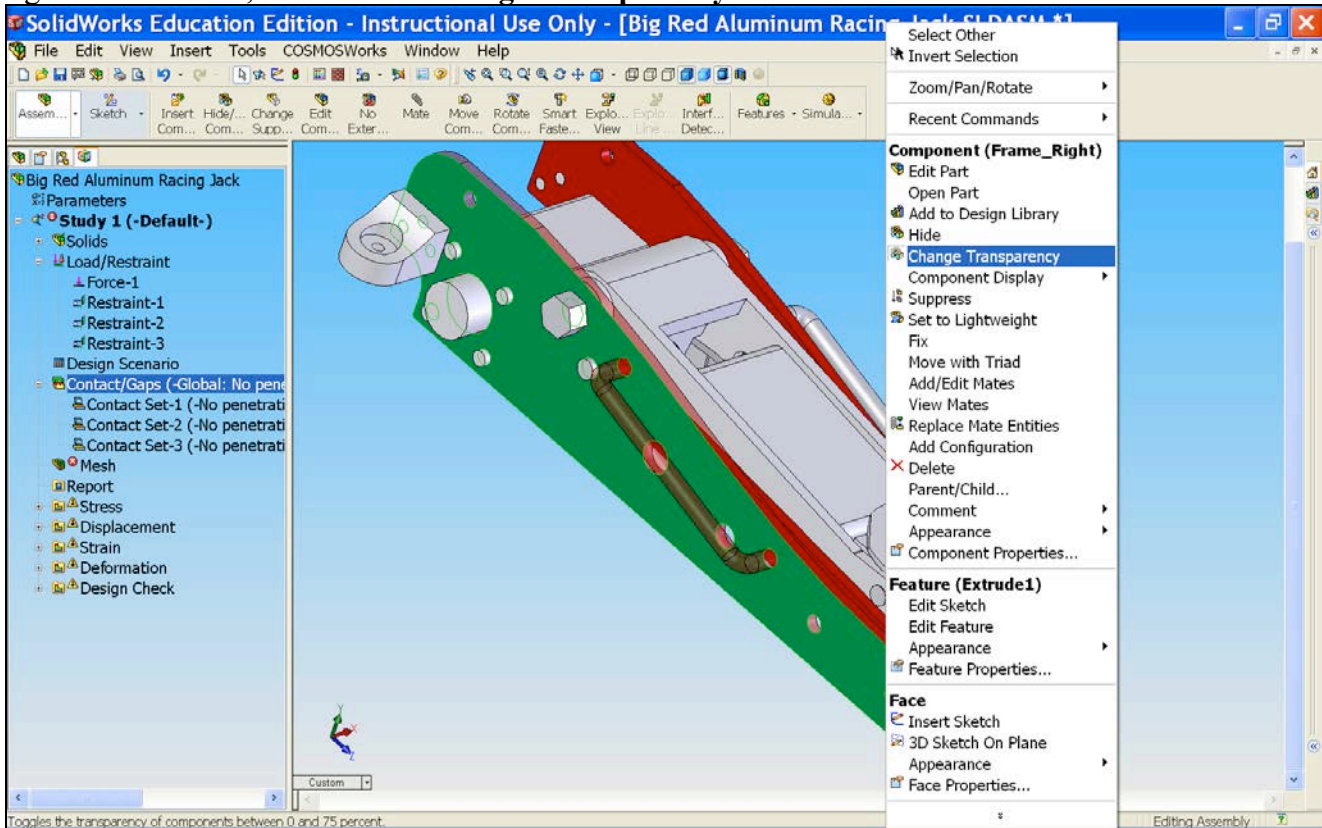 SolidWorks Education Edition - Instructional Use Only - [Big Red Aluminum Racing Jack.SLDASM *]
File Edit View Insert Tools COSMOSWorks Window Help
Assem... Sketch Insert Com... Hide/... Com... Change Supp... Edit Com... No Exter... Mate Move Com... Rotate Com... Smart Faste... Explo... View Explo... Line ... Interf... Detec... Features Simula...
Big Red Aluminum Racing Jack
Parameters
Study 1 (-Default-)
Solids
Load/Restraint
Force-1
Restraint-1
Restraint-2
Restraint-3
Design Scenario
Contact/Gaps (-Global: No pene
Contact Set-1 (-No penetrati
Contact Set-2 (-No penetrati
Contact Set-3 (-No penetrati
Mesh
Report
Stress
Displacement
Strain
Deformation
Design Check
Y
X
Z
Custom
Select Other
Invert Selection
Zoom/Pan/Rotate
Recent Commands
Component (Frame_Right)
Edit Part
Open Part
Add to Design Library
Hide
Change Transparency
Component Display
Suppress
Set to Lightweight
Fix
Move with Triad
Add/Edit Mates
View Mates
Replace Mate Entities
Add Configuration
Delete
Parent/Child...
Comment
Appearance
Component Properties...
Feature (Extrude1)
Edit Sketch
Edit Feature
Appearance
Feature Properties...
Face
Insert Sketch
3D Sketch On Plane
Appearance
Face Properties...
Toggles the transparency of components between 0 and 75 percent.
Editing Assembly